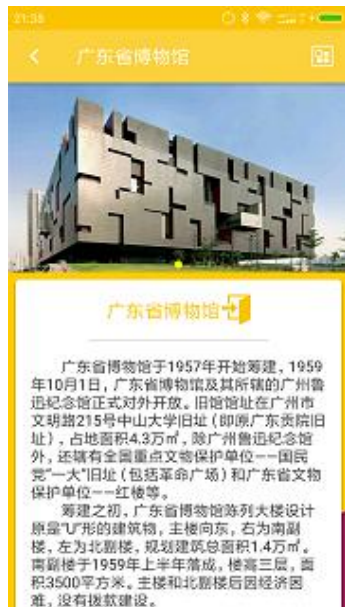 21:38
广东省博物馆
广东省博物馆
广东省博物馆于1957年开始筹建，1959
年10月1日，广东省博物馆及其所辖的广州鲁
迅纪念馆正式对外开放。旧馆馆址在广州市
文明路215号中山大学旧址（即原广东贡院旧
址），占地面积4.3万㎡，除广州鲁迅纪念馆
外，还辖有全国重点文物保护单位——国民
党“一大”旧址（包括革命广场）和广东省文物
保护单位——红楼等。
筹建之初，广东省博物馆陈列大楼设计
原是“U”形的建筑物，主楼向东，右为南副
楼，左为北副楼，规划建筑总面积1.4万㎡。
南副楼于1959年上半年落成，楼高三层，面
积3500平方米。主楼和北副楼后因经济困
难，没有拨款建设。